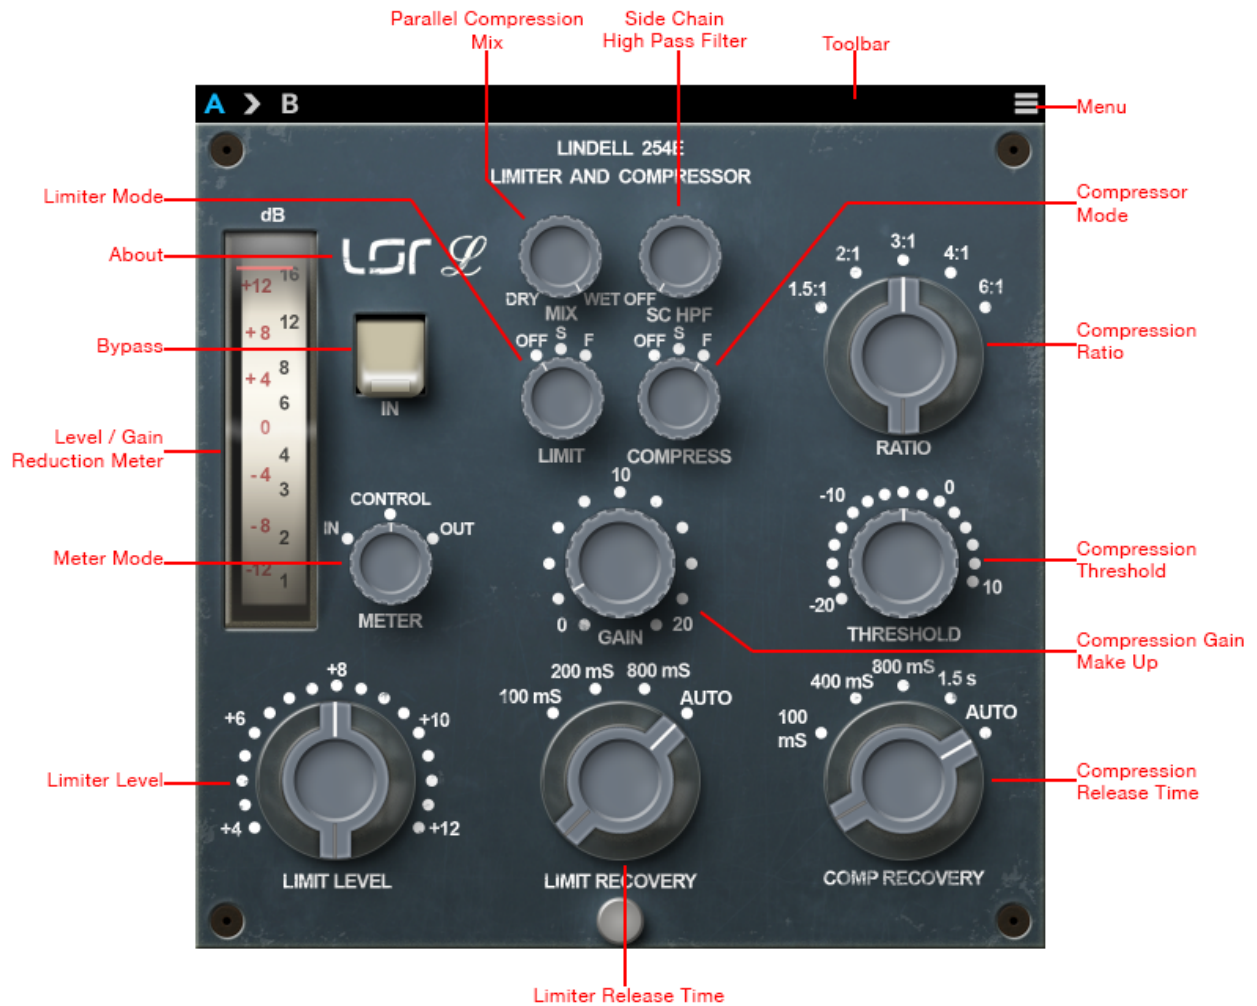 Parallel Compression
Mix
Side Chain
High Pass Filter
Toolbar
A B
Menu
LINDELL 254E
LIMITER AND COMPRESSOR
Limiter Mode
Compressor
Mode
dB
About
LSR L
DRY MIX WET
OFF SC HPF
1.5:1 2:1 3:1 4:1 6:1
RATIO
Compression
Ratio
+12
+8
+4
0
-4
-8
-12
16
12
8
6
4
3
2
1
Bypass
IN
OFF S F
LIMIT
OFF S F
COMPRESS
Level / Gain
Reduction Meter
IN CONTROL OUT
METER
Meter Mode
0 10 20
GAIN
-20 -10 0 10
THRESHOLD
Compression
Threshold
Compression Gain
Make Up
+4 +6 +8 +10 +12
LIMIT LEVEL
Limiter Level
100 mS 200 mS 800 mS AUTO
LIMIT RECOVERY
100
mS
400 mS 800 mS 1.5 s AUTO
COMP RECOVERY
Compression
Release Time
Limiter Release Time